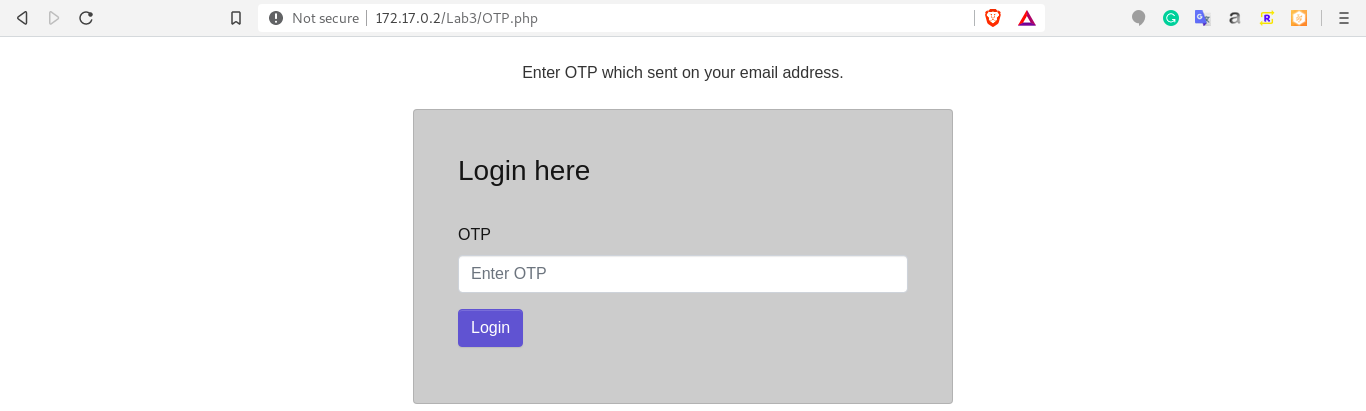 Not secure 172.17.0.2/Lab3/OTP.php
Enter OTP which sent on your email address.
Login here
OTP
Enter OTP
Login